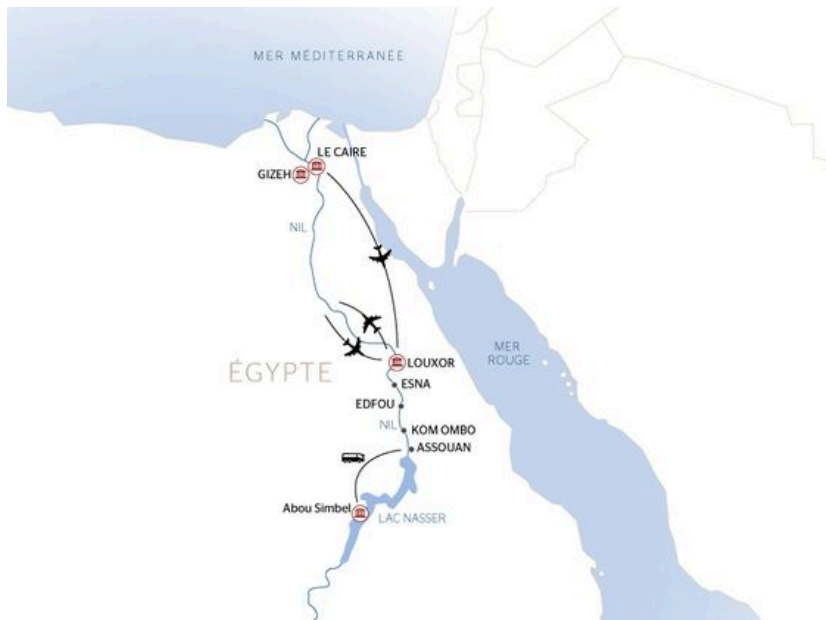 MER MÉDITERRANÉE
LE CAIRE
GIZEH
NIL
MER
ROUGE
LOUXOR
ÉGYPTE
ESNA
EDFOU
NIL
KOM OMBO
ASSOUAN
Abou Simbel
LAC NASSER